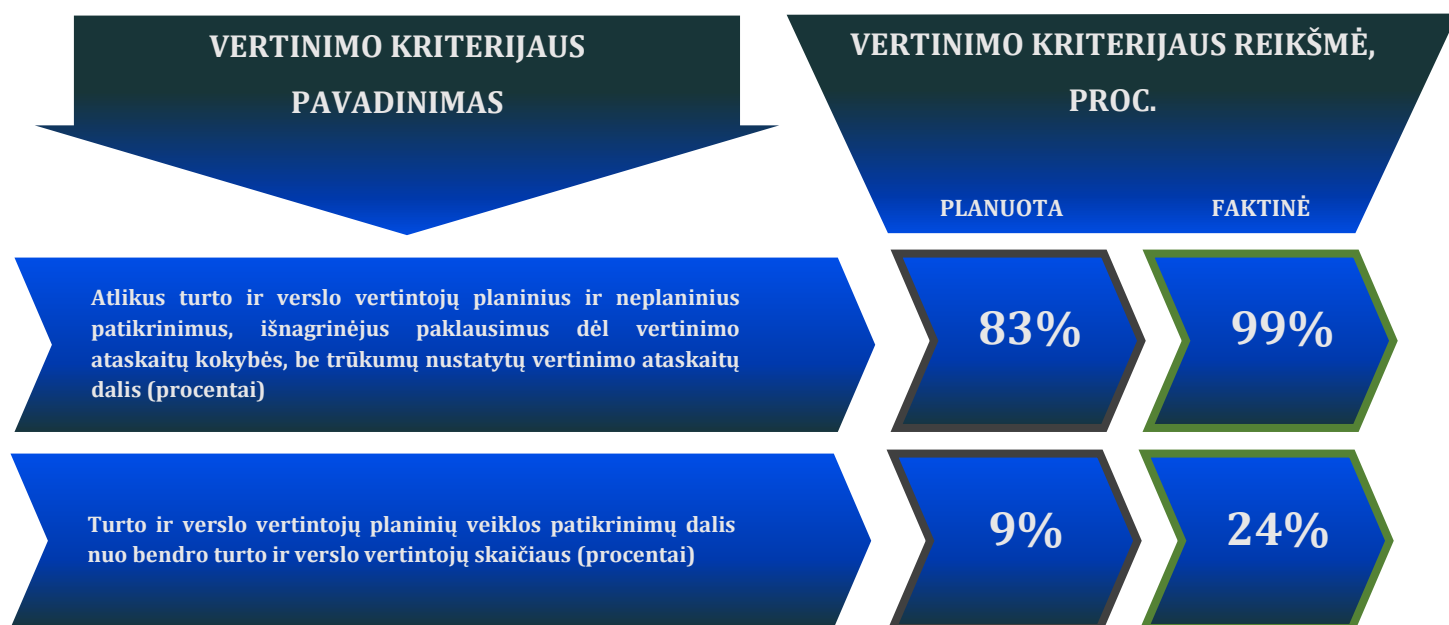 VERTINIMO KRITERIJAUS
PAVADINIMAS
VERTINIMO KRITERIJAUS REIKŠMĖ,
PROC.
PLANUOTA
FAKTINĖ
Atlikus turto ir verslo vertintojų planinius ir neplaninius
patikrinimus, išnagrinėjus paklausimus dėl vertinimo
ataskaitų kokybės, be trūkumų nustatytų vertinimo ataskaitų
dalis (procentai)
83%
99%
Turto ir verslo vertintojų planinių veiklos patikrinimų dalis
nuo bendro turto ir verslo vertintojų skaičiaus (procentai)
9%
24%